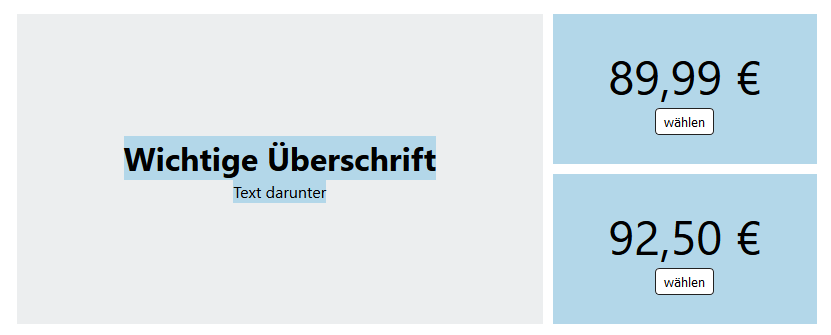 Wichtige Überschrift
Text darunter
89,99 €
wählen
92,50 €
wählen